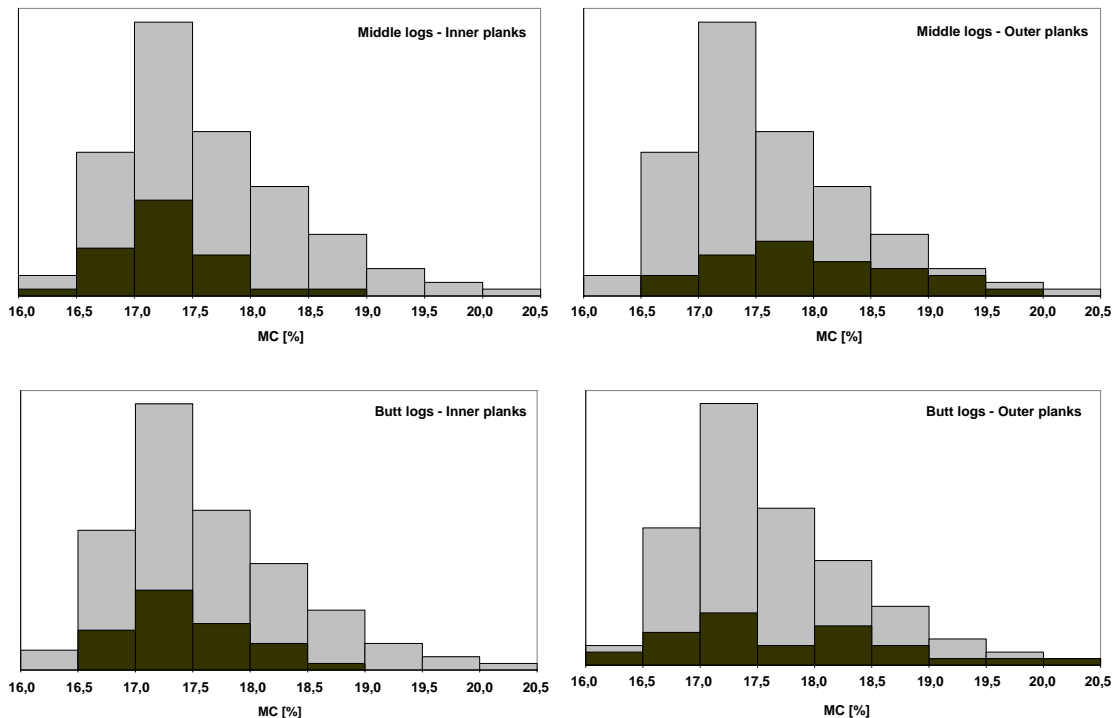 Middle logs - Inner planks
16,0 16,5 17,0 17,5 18,0 18,5 19,0 19,5 20,0 20,5
MC [%]
Middle logs - Outer planks
16,0 16,5 17,0 17,5 18,0 18,5 19,0 19,5 20,0 20,5
MC [%]
Butt logs - Inner planks
16,0 16,5 17,0 17,5 18,0 18,5 19,0 19,5 20,0 20,5
MC [%]
Butt logs - Outer planks
16,0 16,5 17,0 17,5 18,0 18,5 19,0 19,5 20,0 20,5
MC [%]